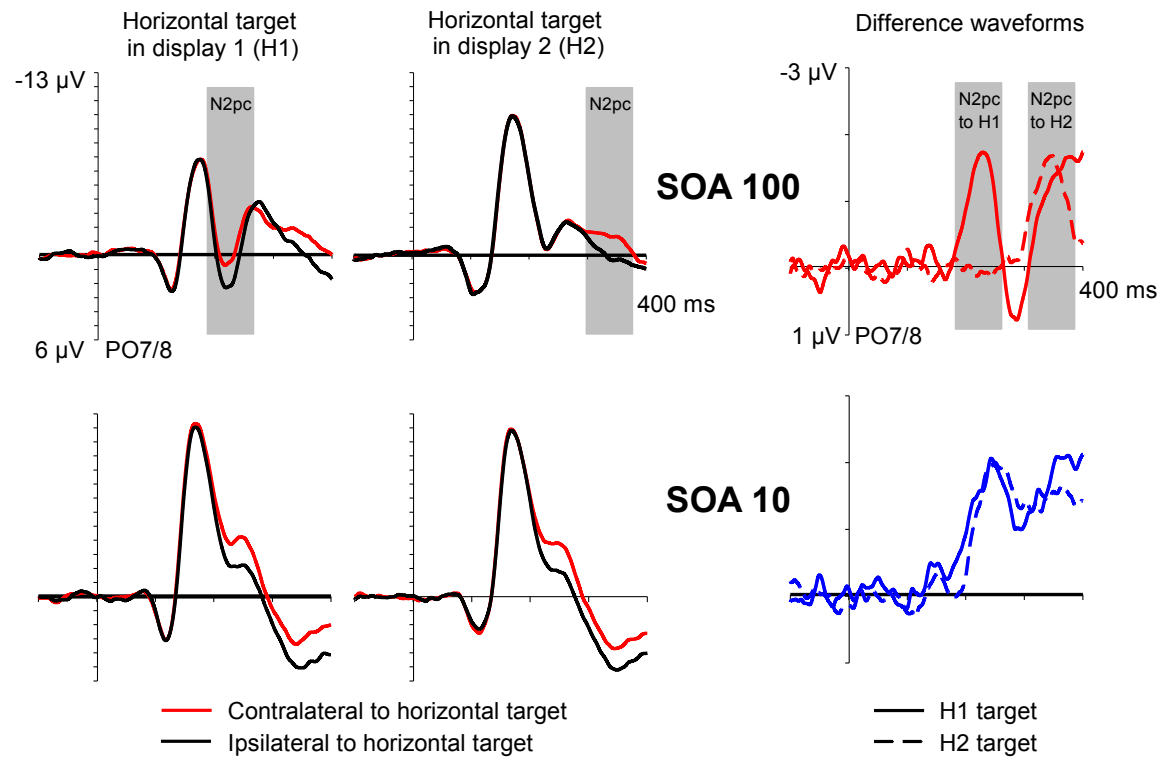 Horizontal target
in display 1 (H1)
Horizontal target
in display 2 (H2)
Difference waveforms
-13 µV
N2pc
N2pc
-3 µV
N2pc
to H1
N2pc
to H2
SOA 100
400 ms
400 ms
6 µV
PO7/8
1 µV
PO7/8
SOA 10
Contralateral to horizontal target
Ipsilateral to horizontal target
H1 target
H2 target